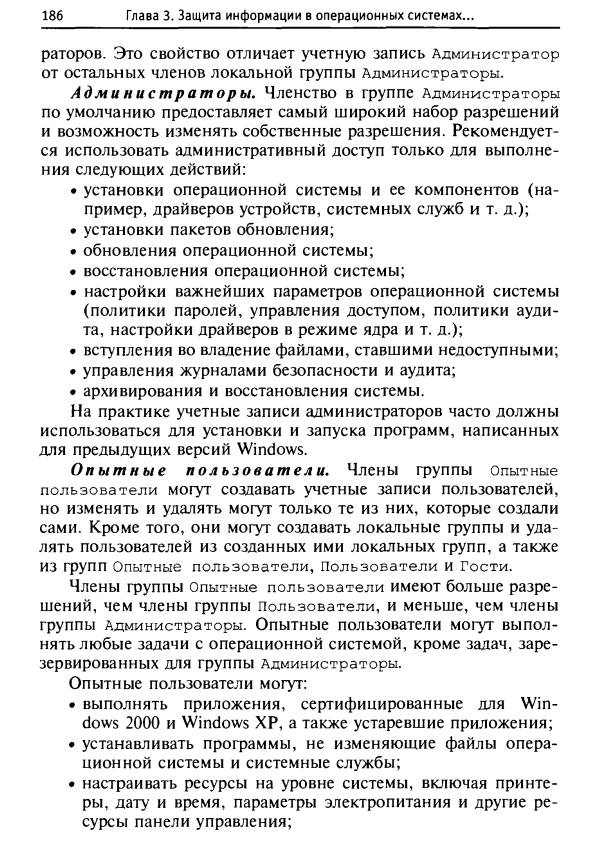 186 Глава 3. Защита информации в операционных системах...
раторов. Это свойство отличает учетную запись Администратор
от остальных членов локальной группы Администраторы.
Администраторы. Членство в группе Администраторы
по умолчанию предоставляет самый широкий набор разрешений
и возможность изменять собственные разрешения. Рекомендует-
ся использовать административный доступ только для выполне-
ния следующих действий:
• установки операционной системы и ее компонентов (на-
пример, драйверов устройств, системных служб и т. д.);
• установки пакетов обновления;
• обновления операционной системы;
• восстановления операционной системы;
• настройки важнейших параметров операционной системы
(политики паролей, управления доступом, политики ауди-
та, настройки драйверов в режиме ядра и т. д.);
• вступления во владение файлами, ставшими недоступными;
• управления журналами безопасности и аудита;
• архивирования и восстановления системы.
На практике учетные записи администраторов часто должны
использоваться для установки и запуска программ, написанных
для предыдущих версий Windows.
Опытные пользователи. Члены группы Опытные
пользователи могут создавать учетные записи пользователей,
но изменять и удалять могут только те из них, которые создали
сами. Кроме того, они могут создавать локальные группы и уда-
лять пользователей из созданных ими локальных групп, а также
из групп Опытные пользователи, Пользователи и Гости.
Члены группы Опытные пользователи имеют больше разре-
шений, чем члены группы Пользователи, и меньше, чем члены
группы Администраторы. Опытные пользователи могут выпол-
нять любые задачи с операционной системой, кроме задач, заре-
зервированных для группы Администраторы.
Опытные пользователи могут:
• выполнять приложения, сертифицированные для Win-
dows 2000 и Windows XP, а также устаревшие приложения;
• устанавливать программы, не изменяющие файлы опера-
ционной системы и системные службы;
• настраивать ресурсы на уровне системы, включая принте-
ры, дату и время, параметры электропитания и другие ре-
сурсы панели управления;